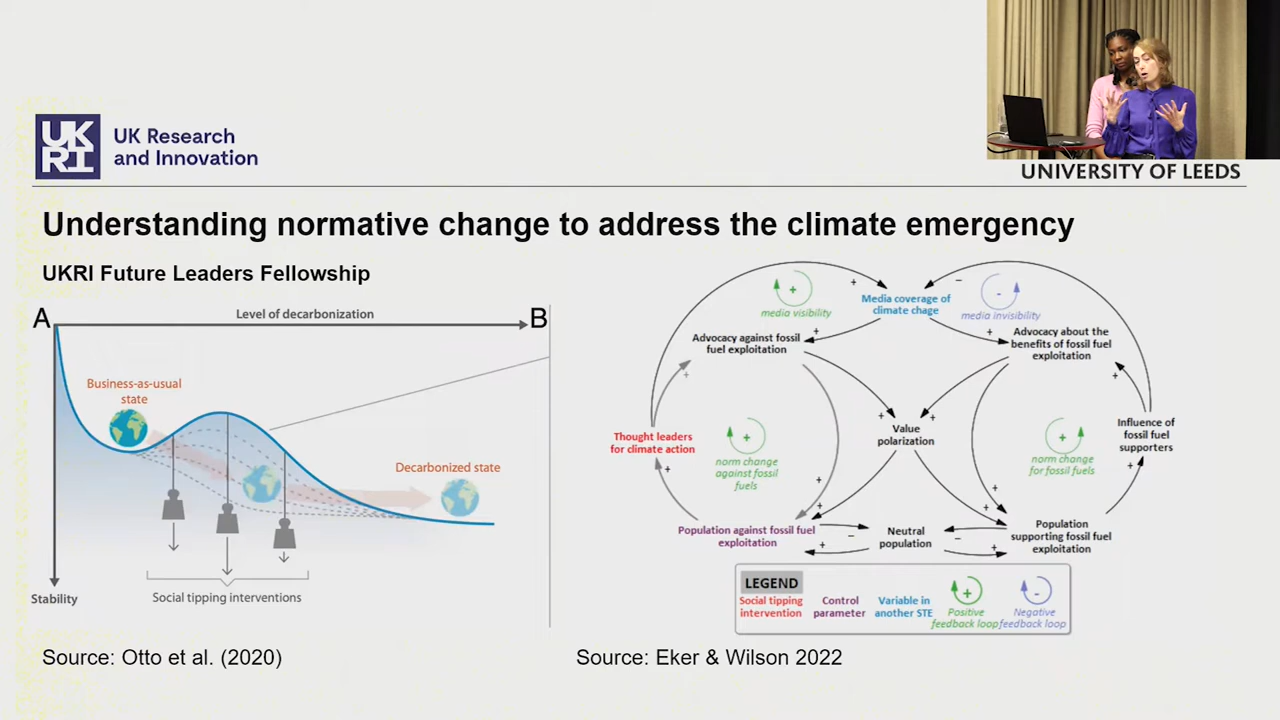 UK
RI
UK Research
and Innovation
UNIVERSITY OF LEEDS
Understanding normative change to address the climate emergency
UKRI Future Leaders Fellowship
A
Level of decarbonization
B
Business-as-usual
state
Decarbonized state
Stability
Social tipping interventions
Source: Otto et al. (2020)
+
media visibility
+
Media coverage of
climate chage
–
-
media invisibility
+
+
Advocacy against fossil
fuel exploitation
Advocacy about the
benefits of fossil fuel
exploitation
+
+
+
+
Value
polarization
Thought leaders
for climate action
+
norm change
against fossil
fuels
+
norm change
for fossil fuels
Influence of
fossil fuel
supporters
+
+
+
+
+
+
Population against fossil fuel
exploitation
–
+
Neutral
population
–
+
Population
supporting fossil fuel
exploitation
LEGEND
Social tipping
intervention
Control
parameter
Variable in
another STE
+
Positive
feedback loop
-
Negative
feedback loop
Source: Eker & Wilson 2022